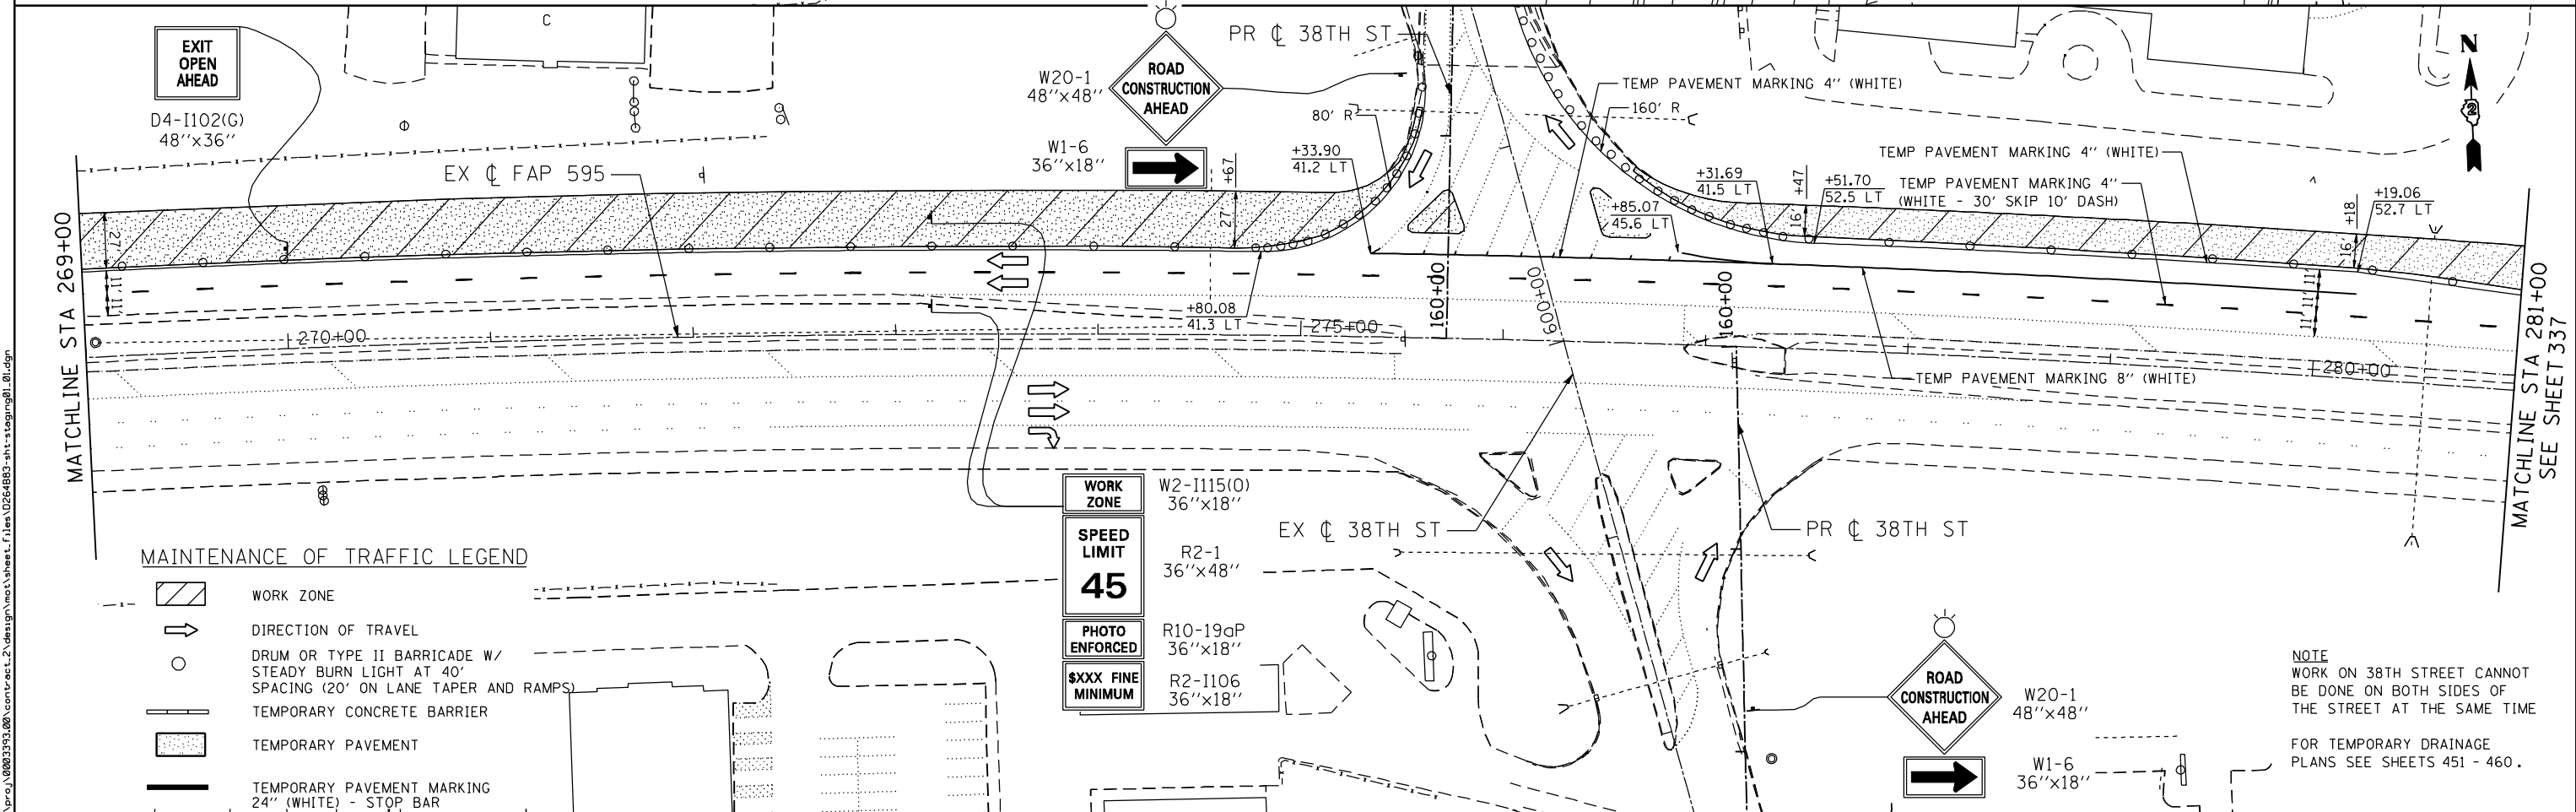 EXIT
OPEN
AHEAD
D4-I102(G)
48"x36"
C
W20-1
48"x48"
ROAD
CONSTRUCTION
AHEAD
W1-6
36"x18"
PR ℄ 38TH ST
80' R
TEMP PAVEMENT MARKING 4" (WHITE)
160' R
N
2
EX ℄ FAP 595
+67
27'
+33.90
41.2 LT
+31.69
41.5 LT
+47
16'
+51.70
52.5 LT
TEMP PAVEMENT MARKING 4" (WHITE)
TEMP PAVEMENT MARKING 4"
(WHITE - 30' SKIP 10' DASH)
+85.07
45.6 LT
+18
16'
+19.06
52.7 LT
MATCHLINE STA 269+00
27'
11' 11'
270+00
+80.08
41.3 LT
275+00
160+00
600+00
160+00
11'
11' 11'
280+00
TEMP PAVEMENT MARKING 8" (WHITE)
MATCHLINE STA 281+00
SEE SHEET 337
EX ℄ 38TH ST
PR ℄ 38TH ST
WORK
ZONE
W2-I115(O)
36"x18"
SPEED
LIMIT
45
R2-1
36"x48"
PHOTO
ENFORCED
R10-19aP
36"x18"
$XXX FINE
MINIMUM
R2-I106
36"x18"
MAINTENANCE OF TRAFFIC LEGEND
WORK ZONE
DIRECTION OF TRAVEL
DRUM OR TYPE II BARRICADE W/
STEADY BURN LIGHT AT 40'
SPACING (20' ON LANE TAPER AND RAMPS)
TEMPORARY CONCRETE BARRIER
TEMPORARY PAVEMENT
TEMPORARY PAVEMENT MARKING
24" (WHITE) - STOP BAR
ROAD
CONSTRUCTION
AHEAD
W20-1
48"x48"
W1-6
36"x18"
NOTE
WORK ON 38TH STREET CANNOT
BE DONE ON BOTH SIDES OF
THE STREET AT THE SAME TIME
FOR TEMPORARY DRAINAGE
PLANS SEE SHEETS 451 - 460.